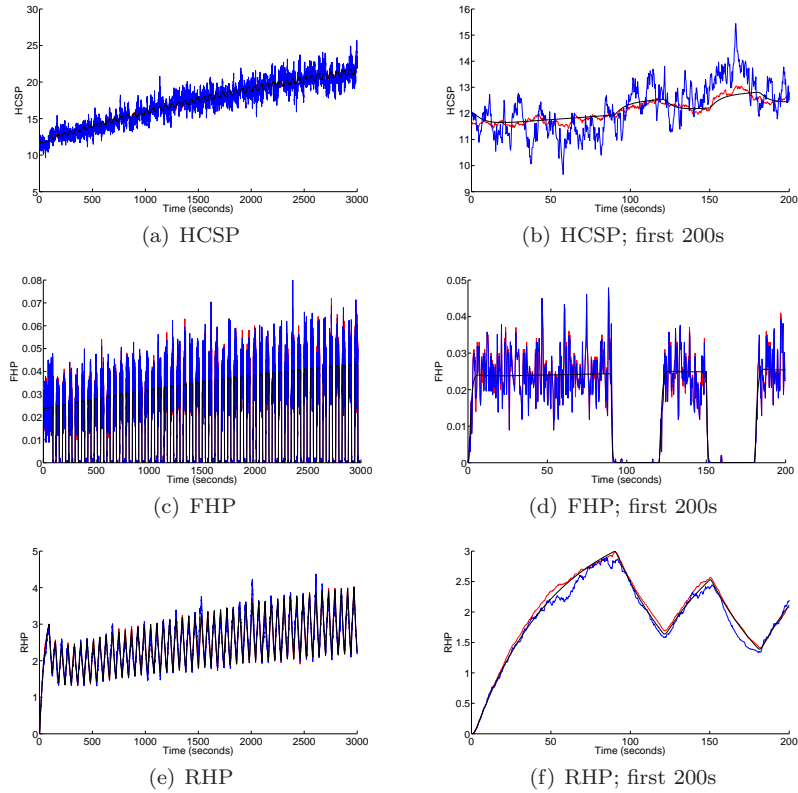 30
25
20
15
10
5
HCSP
0 500 1000 1500 2000 2500 3000
Time (seconds)
(a) HCSP
16
15
14
13
12
11
10
9
HCSP
0 50 100 150 200
Time (seconds)
(b) HCSP; first 200s
0.08
0.07
0.06
0.05
0.04
0.03
0.02
0.01
0
FHP
0 500 1000 1500 2000 2500 3000
Time (seconds)
(c) FHP
0.05
0.04
0.03
0.02
0.01
0
FHP
0 50 100 150 200
Time (seconds)
(d) FHP; first 200s
5
4
3
2
1
0
RHP
0 500 1000 1500 2000 2500 3000
Time (seconds)
(e) RHP
3
2.5
2
1.5
1
0.5
0
RHP
0 50 100 150 200
Time (seconds)
(f) RHP; first 200s